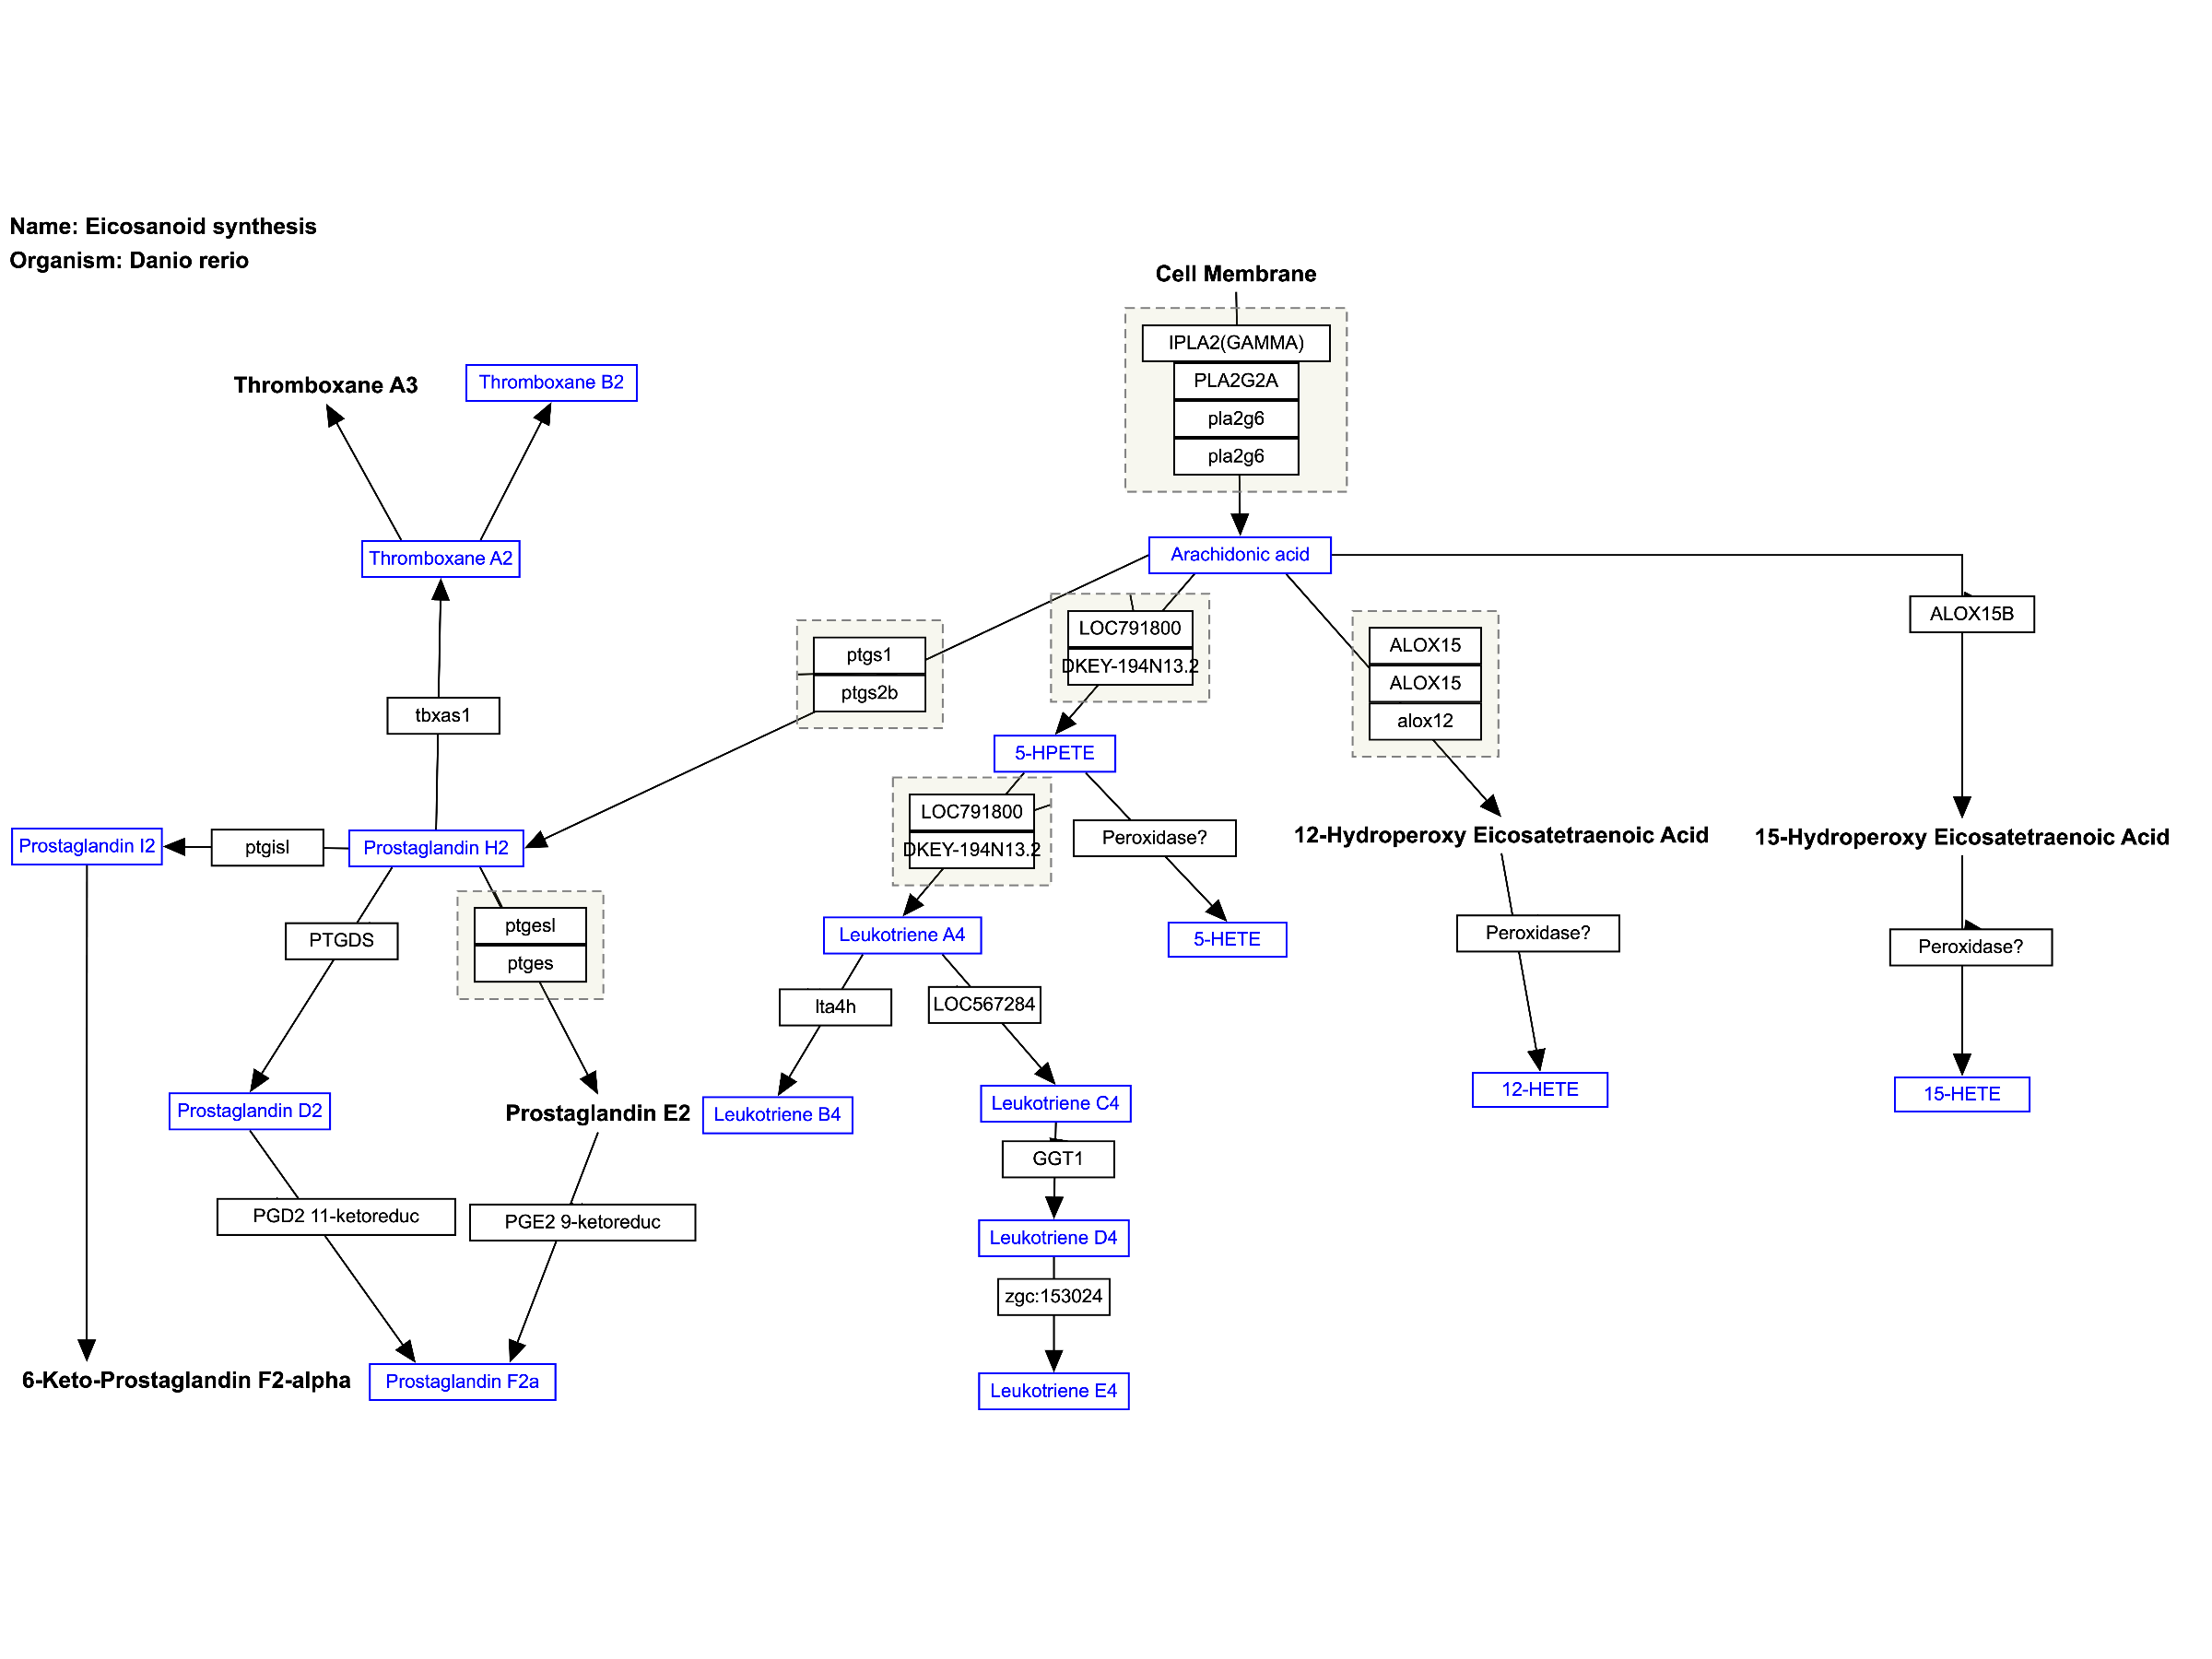 Name: Eicosanoid synthesis
Organism: Danio rerio
Cell Membrane
IPLA2(GAMMA)
PLA2G2A
pla2g6
pla2g6
Thromboxane A3
Thromboxane B2
Thromboxane A2
Arachidonic acid
ALOX15B
LOC791800
DKEY-194N13.2
ptgs1
ptgs2b
ALOX15
ALOX15
alox12
tbxas1
5-HPETE
LOC791800
DKEY-194N13.2
Peroxidase?
12-Hydroperoxy Eicosatetraenoic Acid
15-Hydroperoxy Eicosatetraenoic Acid
Prostaglandin I2
ptgisl
Prostaglandin H2
PTGDS
ptgesl
ptges
Leukotriene A4
5-HETE
Peroxidase?
Peroxidase?
lta4h
LOC567284
12-HETE
15-HETE
Prostaglandin D2
Prostaglandin E2
Leukotriene B4
Leukotriene C4
GGT1
PGD2 11-ketoreduc
PGE2 9-ketoreduc
Leukotriene D4
zgc:153024
6-Keto-Prostaglandin F2-alpha
Prostaglandin F2a
Leukotriene E4